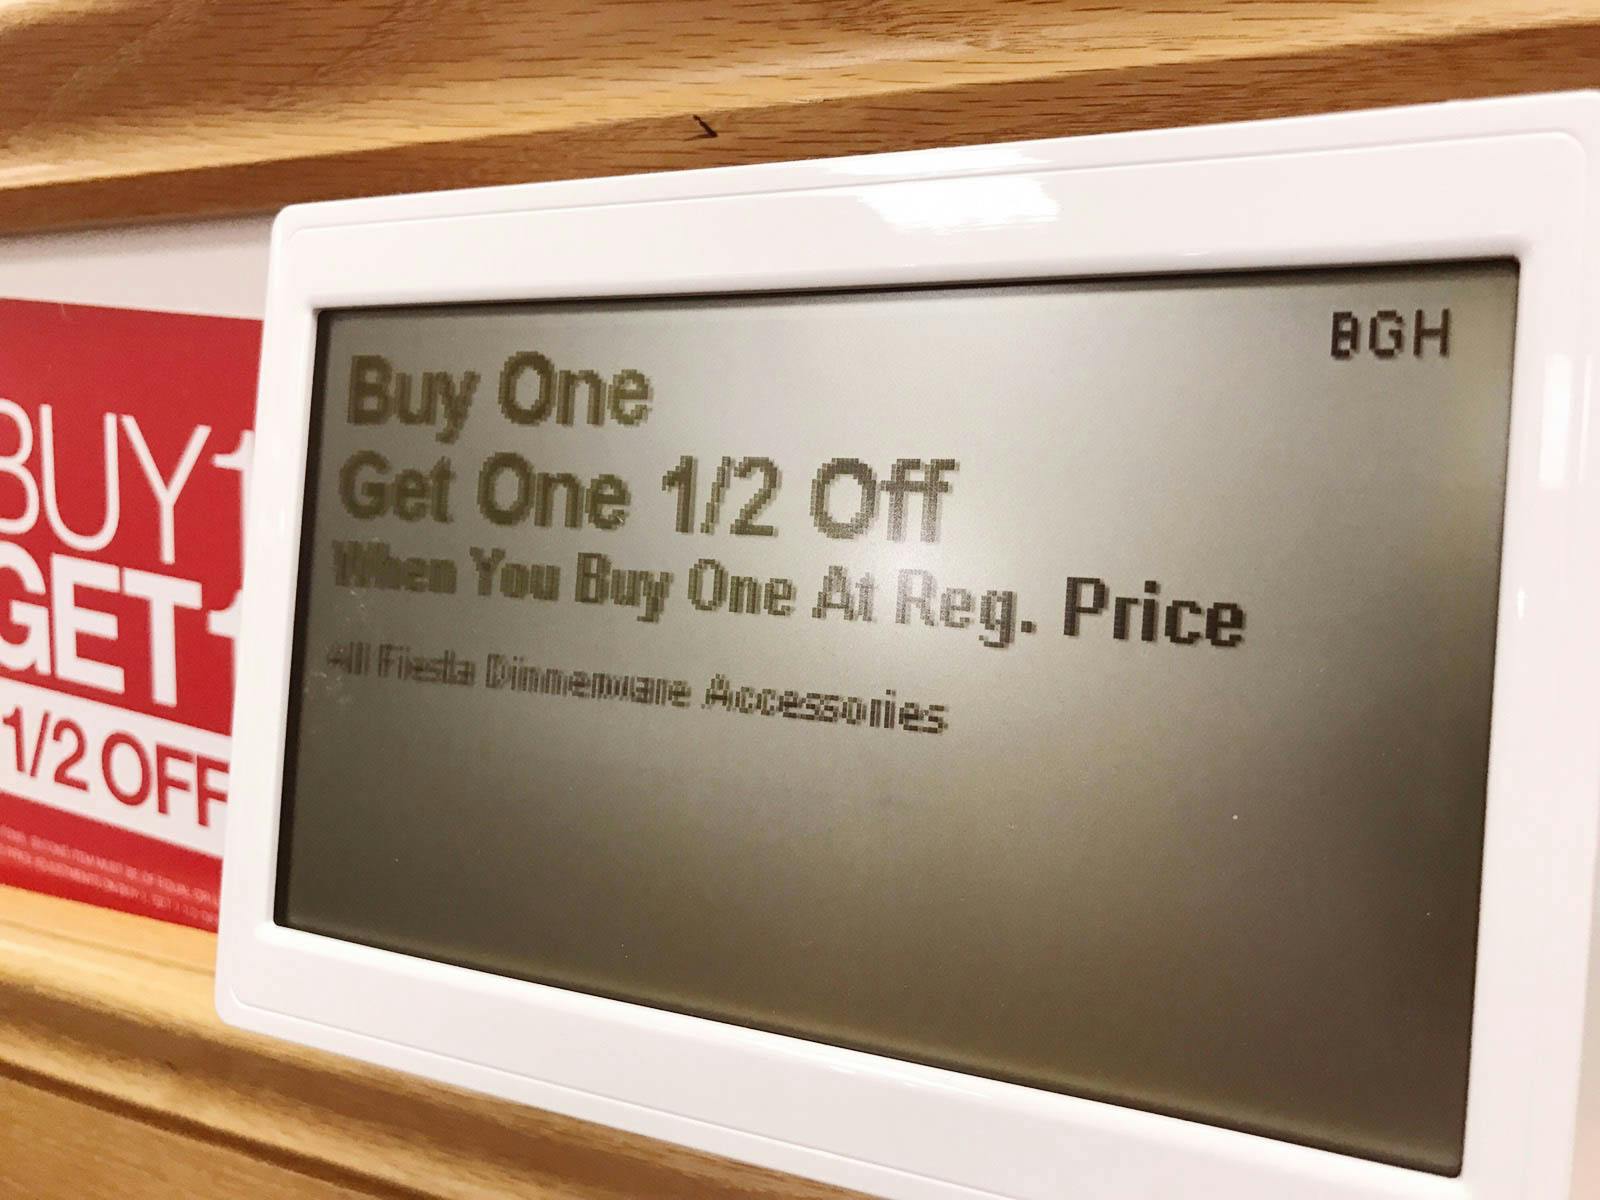 BUY 1
GET 1
1/2 OFF
BGH
Buy One
Get One 1/2 Off
When You Buy One At Reg. Price
All Fiesta Dinnerware Accessories